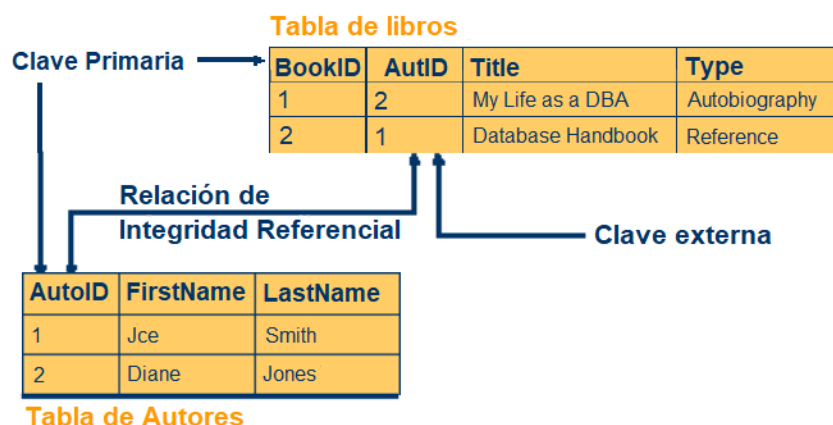 Tabla de libros
Clave Primaria
BookID AutID Title Type
1 2 My Life as a DBA Autobiography
2 1 Database Handbook Reference
Relación de
Integridad Referencial
Clave externa
AutoID FirstName LastName
1 Jce Smith
2 Diane Jones
Tabla de Autores